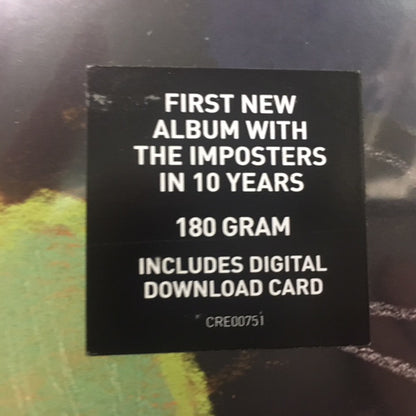 FIRST NEW
ALBUM WITH
THE IMPOSTERS
IN 10 YEARS
180 GRAM
INCLUDES DIGITAL
DOWNLOAD CARD
CRE00751